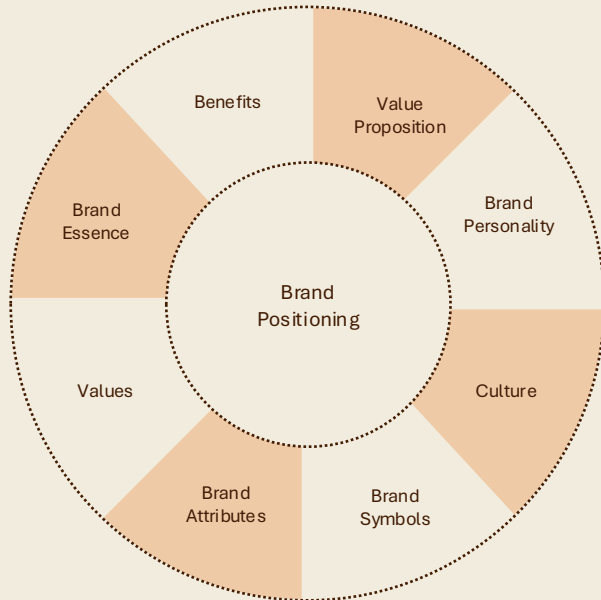 Benefits
Value
Proposition
Brand
Personality
Culture
Brand
Symbols
Brand
Attributes
Values
Brand
Essence
Brand
Positioning